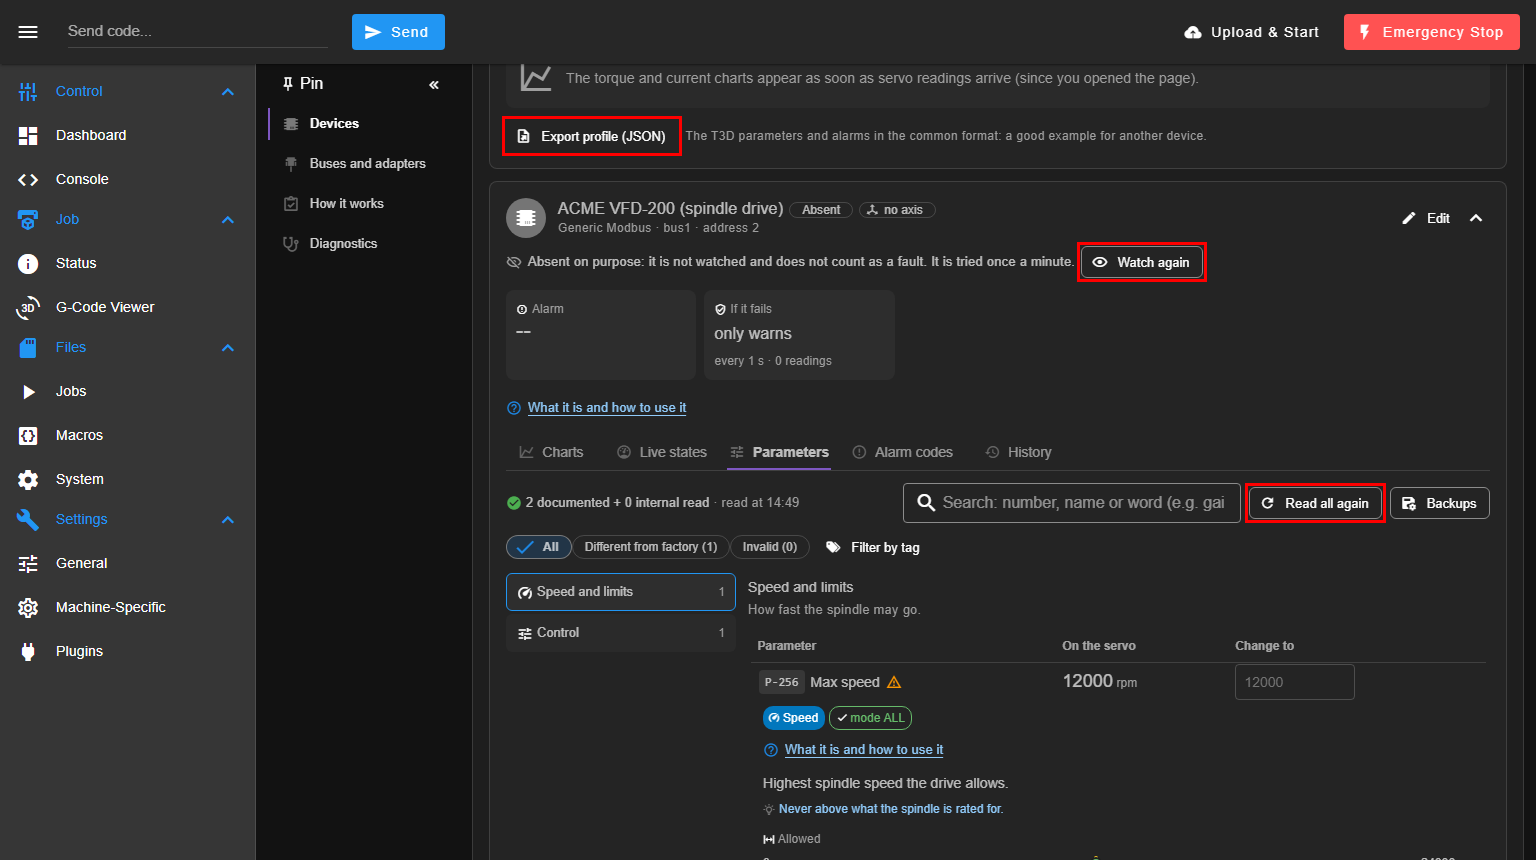 Send code...
Send
Upload & Start
Emergency Stop
Control
Dashboard
Console
Job
Status
3D
G-Code Viewer
Files
Jobs
Macros
System
Settings
General
Machine-Specific
Plugins
Pin
Devices
Buses and adapters
How it works
Diagnostics
The torque and current charts appear as soon as servo readings arrive (since you opened the page).
Export profile (JSON)
The T3D parameters and alarms in the common format: a good example for another device.
ACME VFD-200 (spindle drive)
Absent
no axis
Generic Modbus · bus1 · address 2
Edit
Absent on purpose: it is not watched and does not count as a fault. It is tried once a minute.
Watch again
Alarm
--
If it fails
only warns
every 1 s · 0 readings
What it is and how to use it
Charts
Live states
Parameters
Alarm codes
History
2 documented + 0 internal read · read at 14:49
Search: number, name or word (e.g. gai
Read all again
Backups
All
Different from factory (1)
Invalid (0)
Filter by tag
Speed and limits 1
Control 1
Speed and limits
How fast the spindle may go.
Parameter
On the servo
Change to
P-256
Max speed
12000 rpm
12000
Speed
mode ALL
What it is and how to use it
Highest spindle speed the drive allows.
Never above what the spindle is rated for.
Allowed